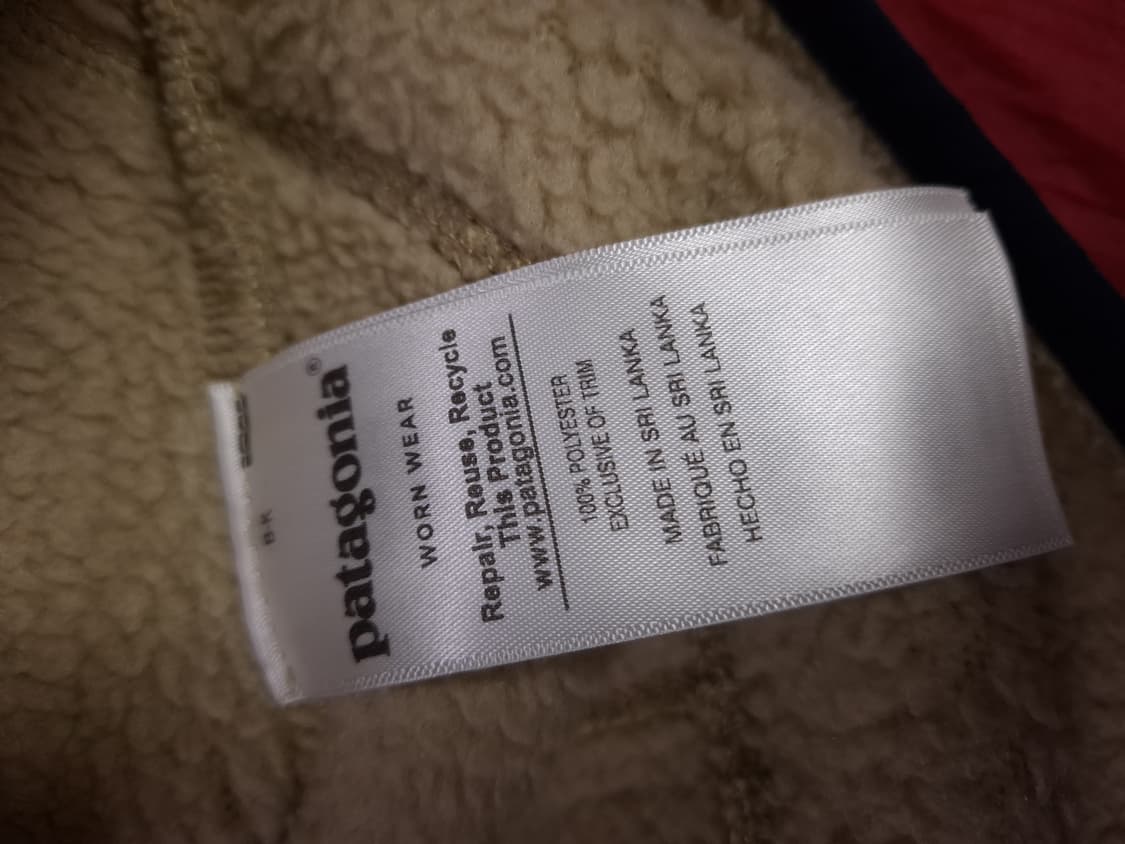 patagonia®
WORN WEAR
Repair, Reuse, Recycle
This Product
www.patagonia.com
100% POLYESTER
EXCLUSIVE OF TRIM
MADE IN SRI LANKA
FABRIQUÉ AU SRI LANKA
HECHO EN SRI LANKA